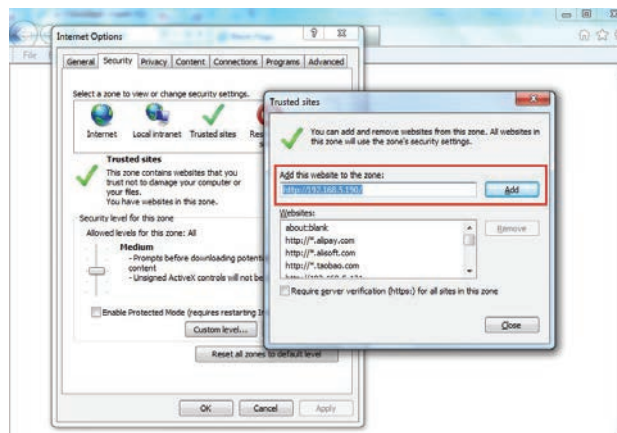 Internet Options
File
General Security Privacy Content Connections Programs Advanced
Select a zone to view or change security settings.
Internet Local intranet Trusted sites
Trusted sites
This zone contains websites that you
trust not to damage your computer or
your files.
You have websites in this zone.
Security level for this zone
Allowed levels for this zone: All
Medium
- Prompts before downloading
content
- Unsigned ActiveX controls will not be
Enable Protected Mode (requires restarting
Custom level...
Reset all zones to default level
OK Cancel Apply
Trusted sites
You can add and remove websites from this zone. All websites in
this zone will use the zone's security settings.
Add this website to the zone:
http://192.168.5.190/ Add
Websites:
about:blank Remove
http://*.alipay.com
http://*.alisoft.com
http://*.taobao.com
Require server verification (https:) for all sites in this zone
Close